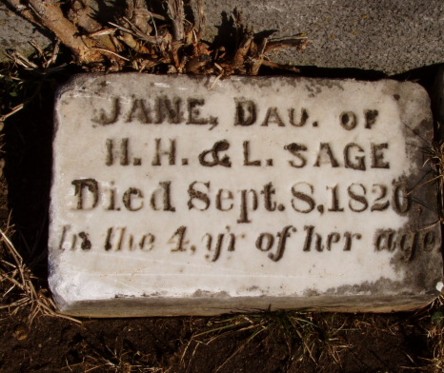 JANE, DAU. OF
H. H. & L. SAGE
Died Sept. 8, 1820
In the 4, yr of her age